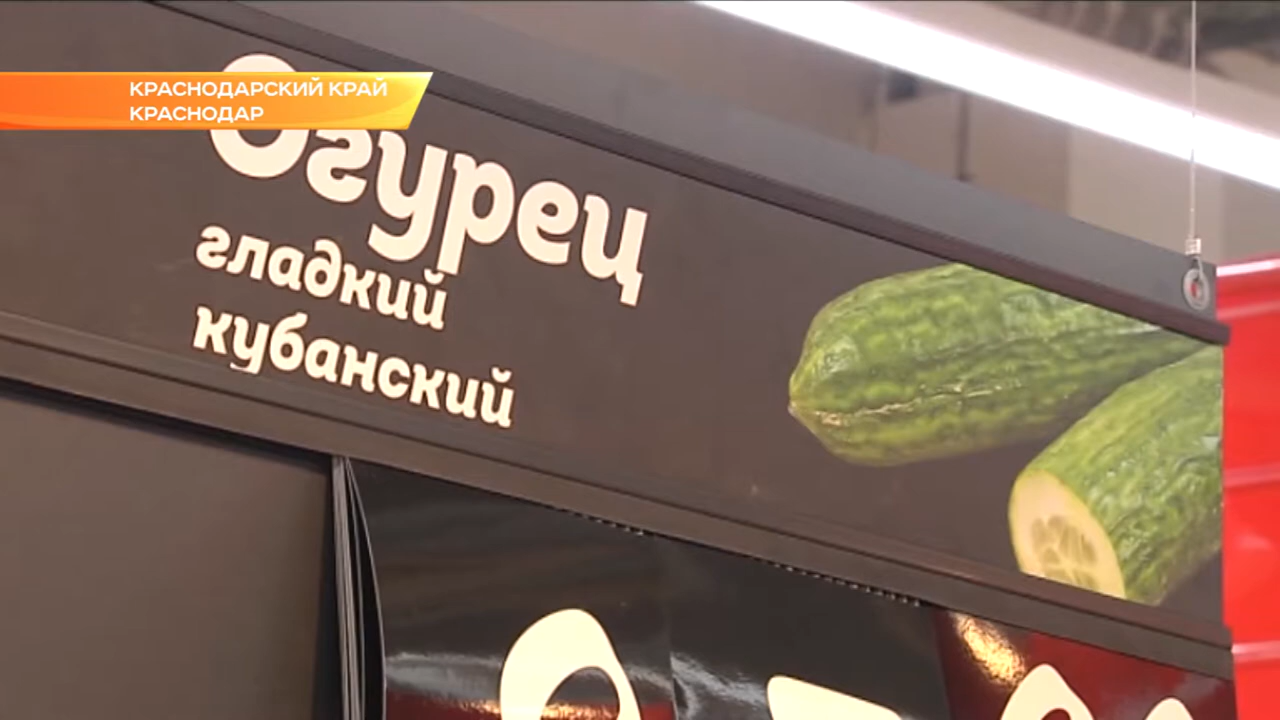 КРАСНОДАРСКИЙ КРАЙ
КРАСНОДАР
Огурец
гладкий
кубанский